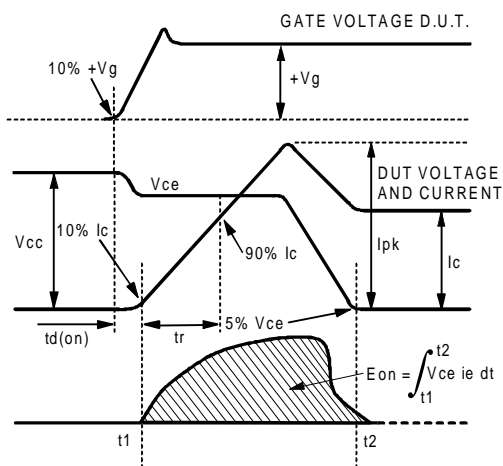 GATE VOLTAGE D.U.T.
10% +Vg
+Vg
DUT VOLTAGE
AND CURRENT
Vce
Vcc
10% Ic
90% Ic
Ipk
Ic
td(on)
tr
5% Vce
Eon = ∫ Vce ie dt
t2
t1
t1
t2